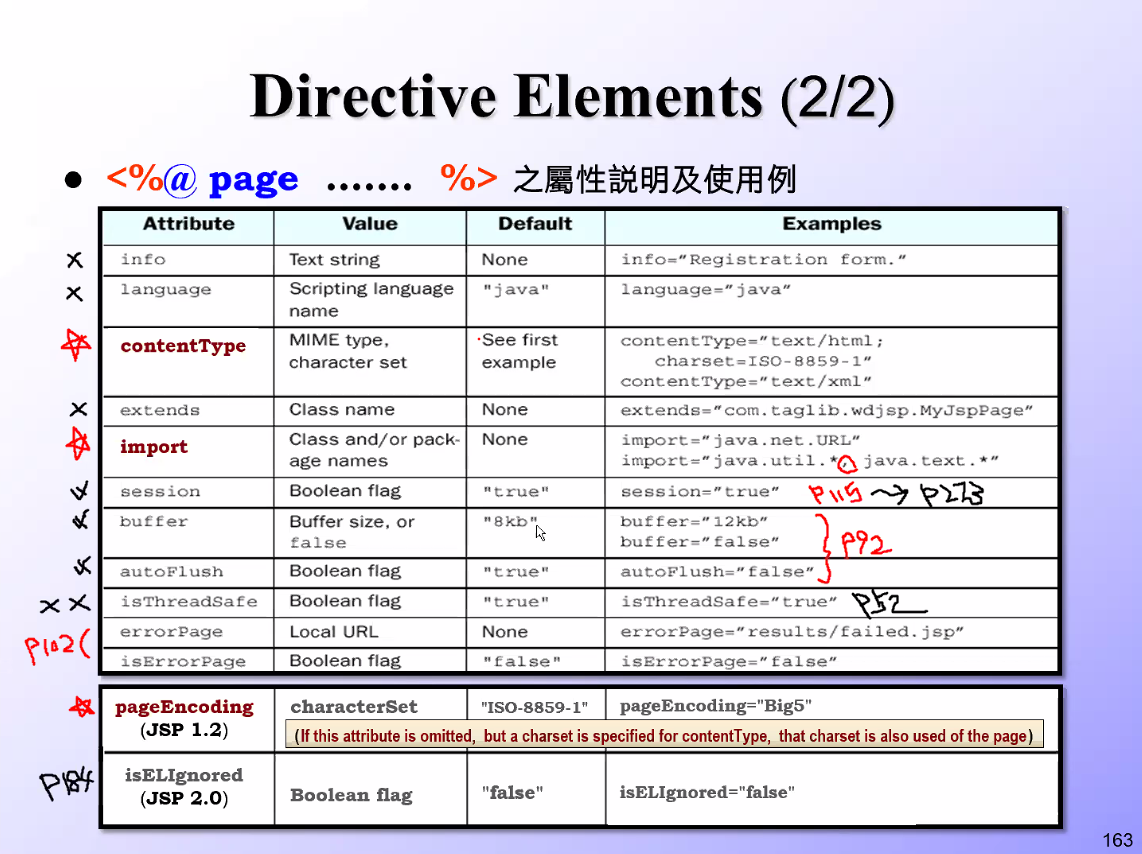 Directive Elements (2/2)
● <%@ page ....... %> 之屬性説明及使用例
Attribute Value Default Examples
× info Text string None info="Registration form."
× language Scripting language "java" language="java"
name
☆ contentType MIME type, See first contentType="text/html;
character set example charset=ISO-8859-1"
contentType="text/xml"
× extends Class name None extends="com.taglib.wdjsp.MyJspPage"
☆ import Class and/or pack- None import="java.net.URL"
age names import="java.util.*, java.text.*"
session Boolean flag "true" session="true" P115 → P273
buffer Buffer size, or "8kb" buffer="12kb"
false buffer="false" } P92
autoFlush Boolean flag "true" autoFlush="false"
× × isThreadSafe Boolean flag "true" isThreadSafe="true" P52
P102 ( errorPage Local URL None errorPage="results/failed.jsp"
isErrorPage Boolean flag "false" isErrorPage="false"
☆ pageEncoding characterSet "ISO-8859-1" pageEncoding="Big5"
(JSP 1.2) (If this attribute is omitted, but a charset is specified for contentType, that charset is also used of the page)
P184 isELIgnored
(JSP 2.0) Boolean flag "false" isELIgnored="false"
163